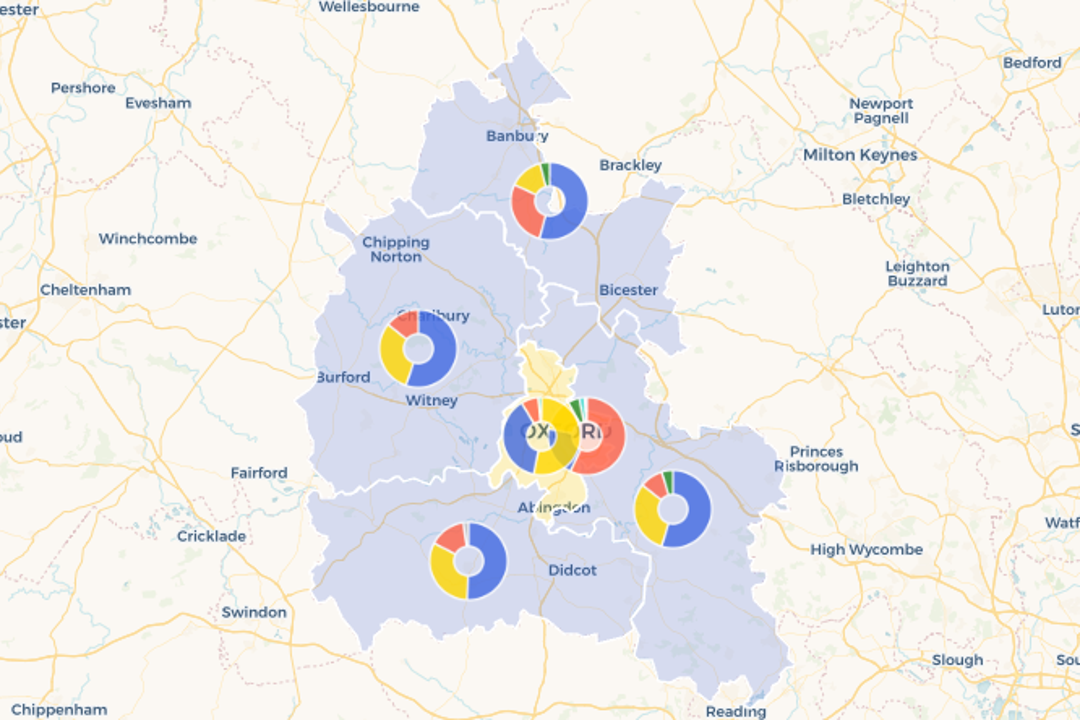 ester
Wellesbourne
Bedford
Pershore
Evesham
Newport
Pagnell
Banbury
Milton Keynes
Brackley
Bletchley
Winchcombe
Chipping
Norton
Leighton
Buzzard
Cheltenham
Bicester
Luton
ster
Charlbury
Burford
Witney
OX
RD
oud
S
Princes
Risborough
Fairford
Abingdon
Cricklade
Watf
High Wycombe
Didcot
Swindon
Slough
Sou
Chippenham
Reading